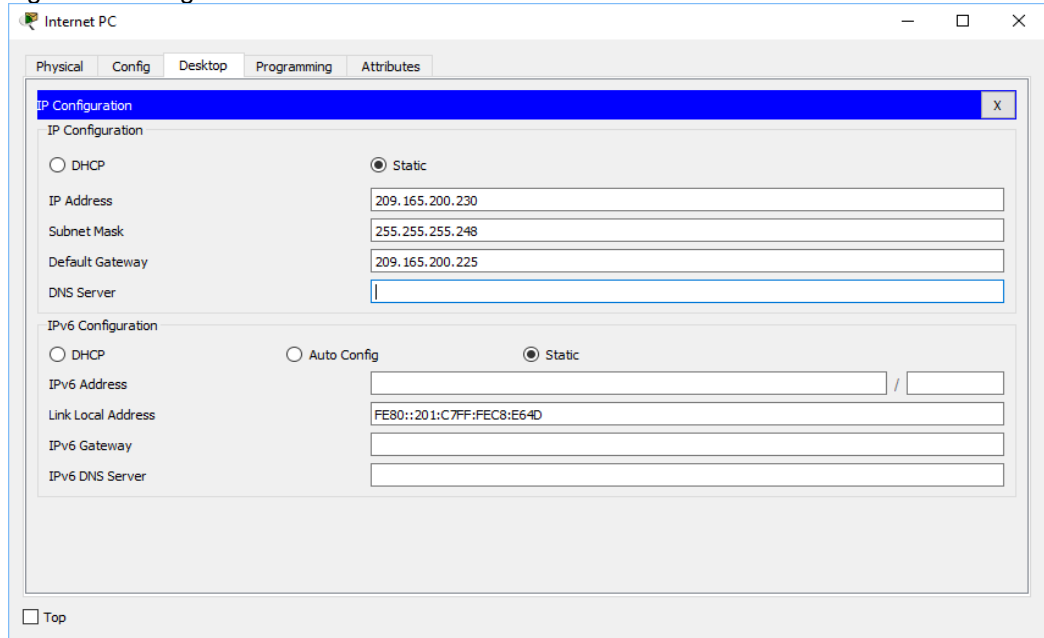 Internet PC
Physical Config Desktop Programming Attributes
IP Configuration X
IP Configuration
DHCP Static
IP Address 209.165.200.230
Subnet Mask 255.255.255.248
Default Gateway 209.165.200.225
DNS Server
IPv6 Configuration
DHCP Auto Config Static
IPv6 Address /
Link Local Address FE80::201:C7FF:FEC8:E64D
IPv6 Gateway
IPv6 DNS Server
Top